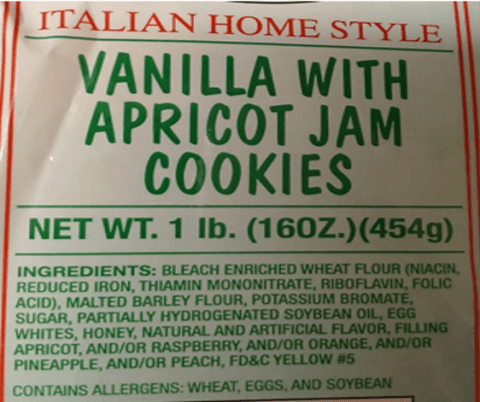 ITALIAN HOME STYLE
VANILLA WITH
APRICOT JAM
COOKIES
NET WT. 1 lb. (16OZ.)(454g)
INGREDIENTS: BLEACH ENRICHED WHEAT FLOUR (NIACIN,
REDUCED IRON, THIAMIN MONONITRATE, RIBOFLAVIN, FOLIC
ACID), MALTED BARLEY FLOUR, POTASSIUM BROMATE,
SUGAR, PARTIALLY HYDROGENATED SOYBEAN OIL, EGG
WHITES, HONEY, NATURAL AND ARTIFICIAL FLAVOR, FILLING
APRICOT, AND/OR RASPBERRY, AND/OR ORANGE, AND/OR
PINEAPPLE, AND/OR PEACH, FD&C YELLOW #5
CONTAINS ALLERGENS: WHEAT, EGGS, AND SOYBEAN